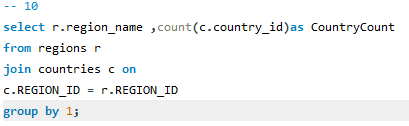 -- 10
select r.region_name ,count(c.country_id)as CountryCount
from regions r
join countries c on
c.REGION_ID = r.REGION_ID
group by 1;